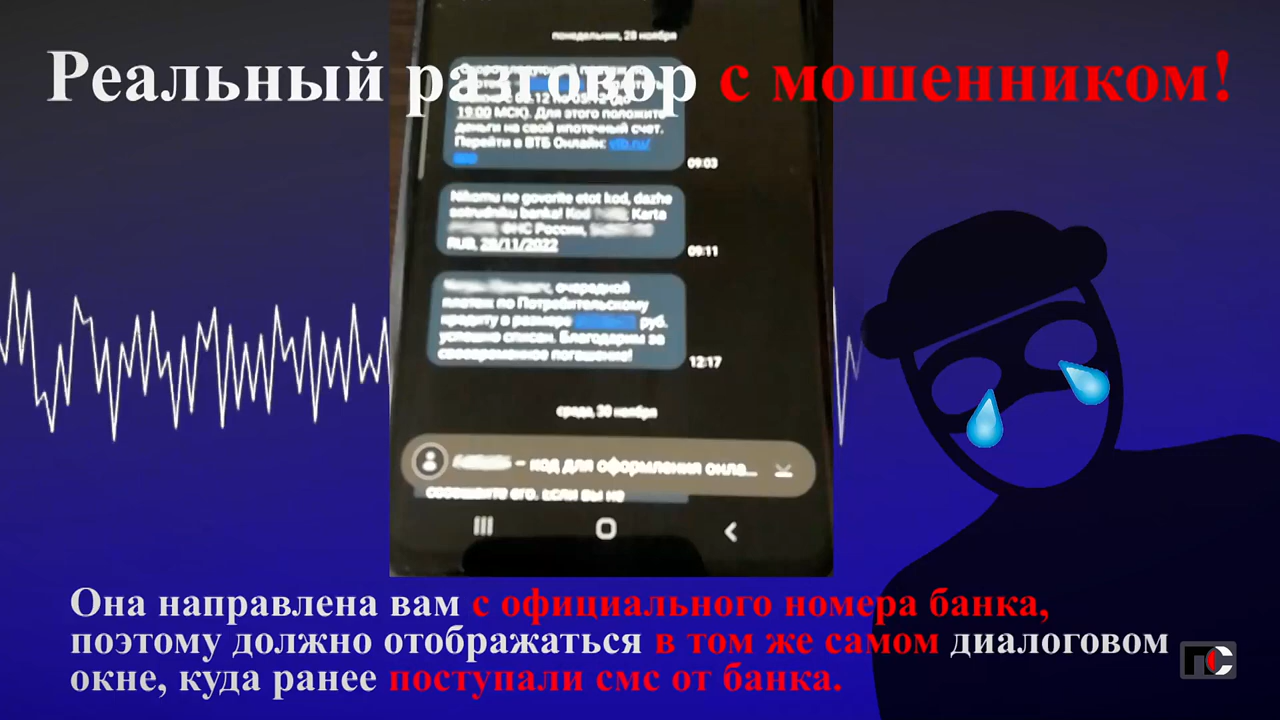 Реальный разговор с мошенником!
понедельник, 28 ноября
19:00 МСК). Для этого положите
деньги на свой ипотечный счет.
Перейти в ВТБ Онлайн: vtb.ru/
09:03
Nikomu ne govorite etot kod, dazhe
sotrudniku banka! Kod Karta
ФНС России,
RUB, 28/11/2022
09:11
очередной
платеж по Потребительскому
кредиту в размере руб.
успешно списан. Благодарим за
своевременное погашение!
12:17
среда, 30 ноября
– код для оформления онла...
сообщайте его. Если вы не
Она направлена вам с официального номера банка,
поэтому должно отображаться в том же самом диалоговом
окне, куда ранее поступали смс от банка.
ПС